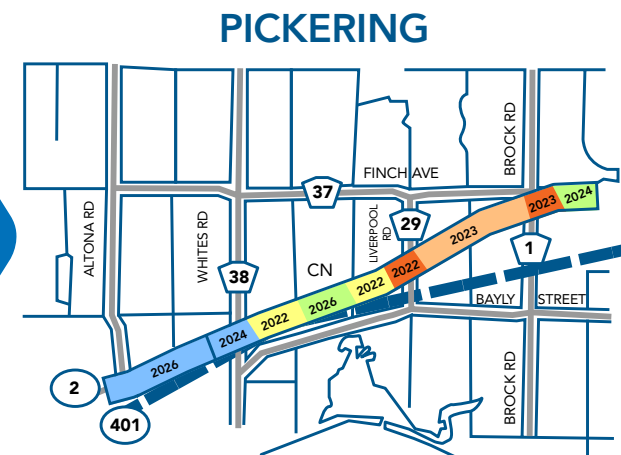 PICKERING
FINCH AVE
BROCK RD
37
ALTONA RD
WHITES RD
LIVERPOOL
RD
29
2023
2024
2023
1
38
CN
2022
2022
2026
2022
2024
2026
BAYLY STREET
BROCK RD
2
401